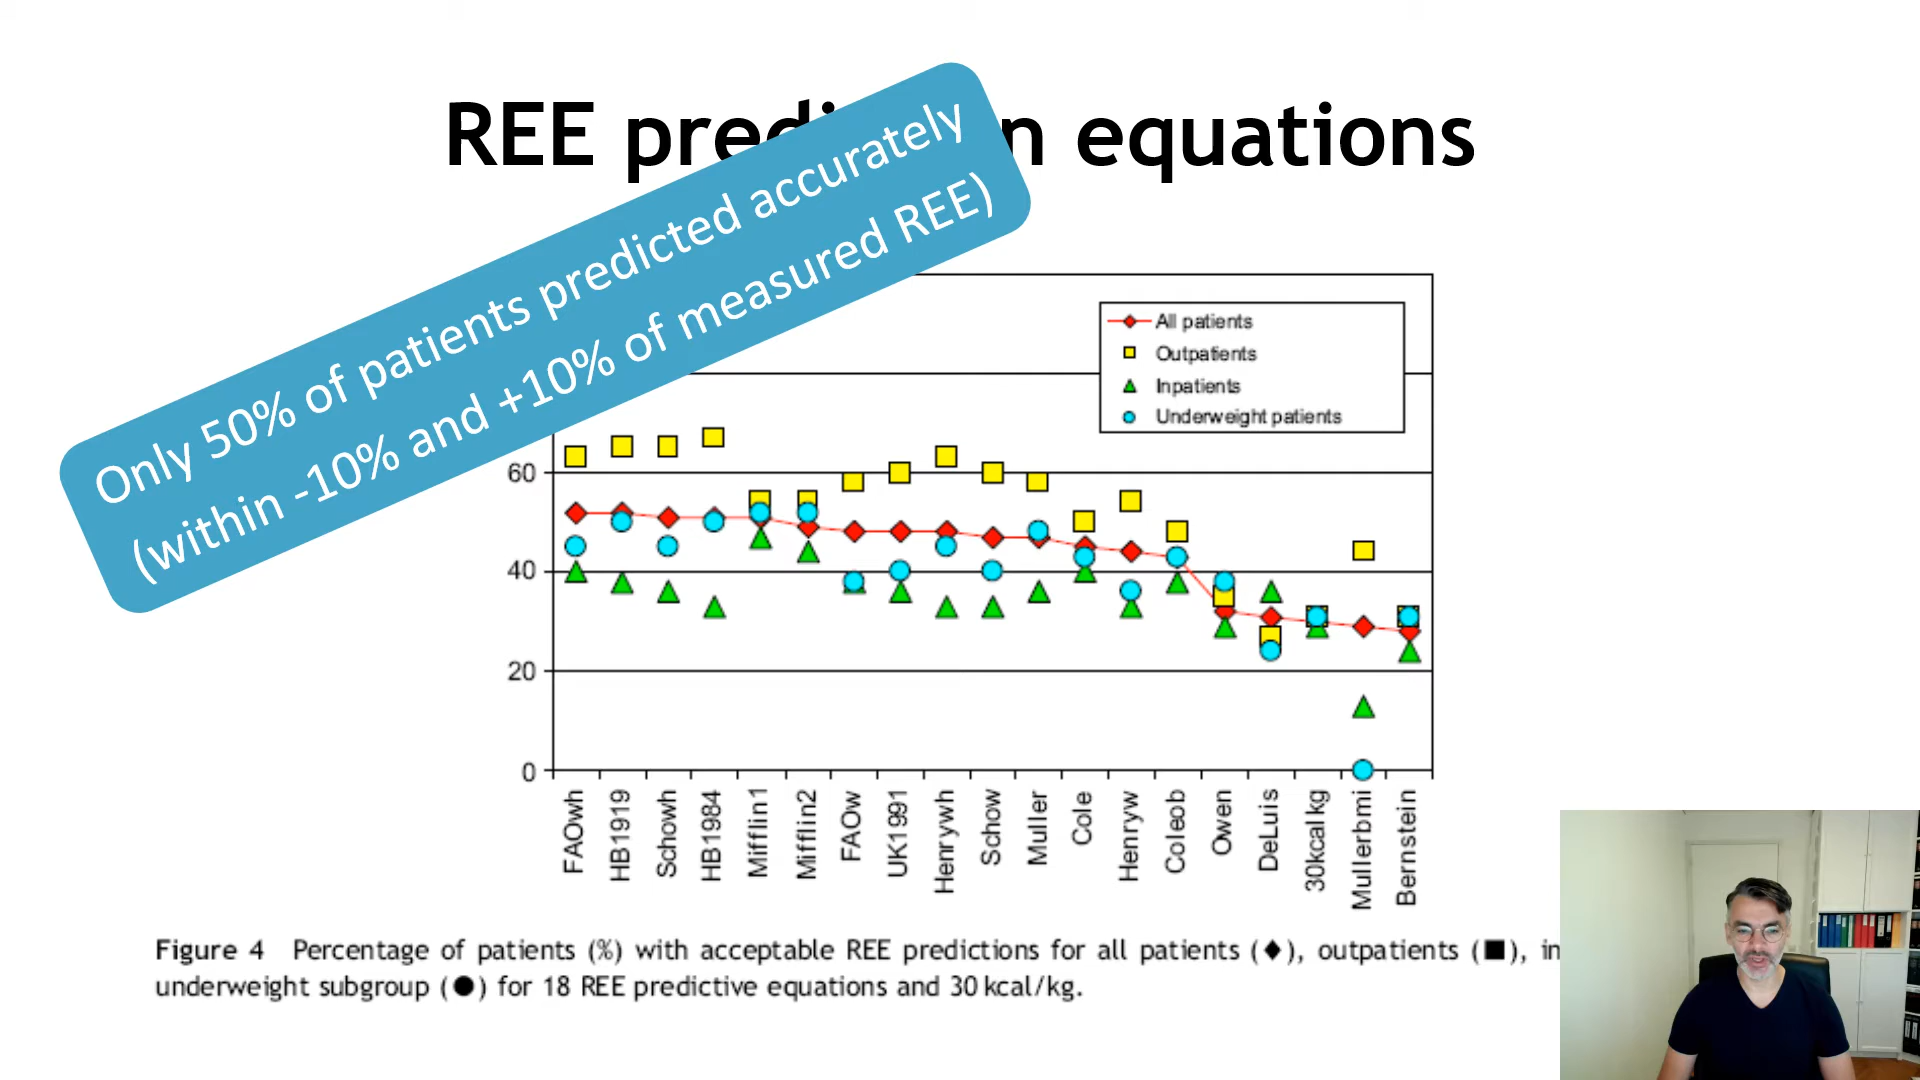 REE pre n equations
Only 50% of patients predicted accurately
(within -10% and +10% of measured REE)
All patients
Outpatients
Inpatients
Underweight patients
60
40
20
0
FAOwh
HB1919
Schowh
HB1984
Mifflin1
Mifflin2
FAOw
UK1991
Henrywh
Schow
Muller
Cole
Henryw
Coleob
Owen
DeLuis
30kcalkg
Mullerbmi
Bernstein
Figure 4 Percentage of patients (%) with acceptable REE predictions for all patients (◆), outpatients (■), in
underweight subgroup (●) for 18 REE predictive equations and 30 kcal/kg.